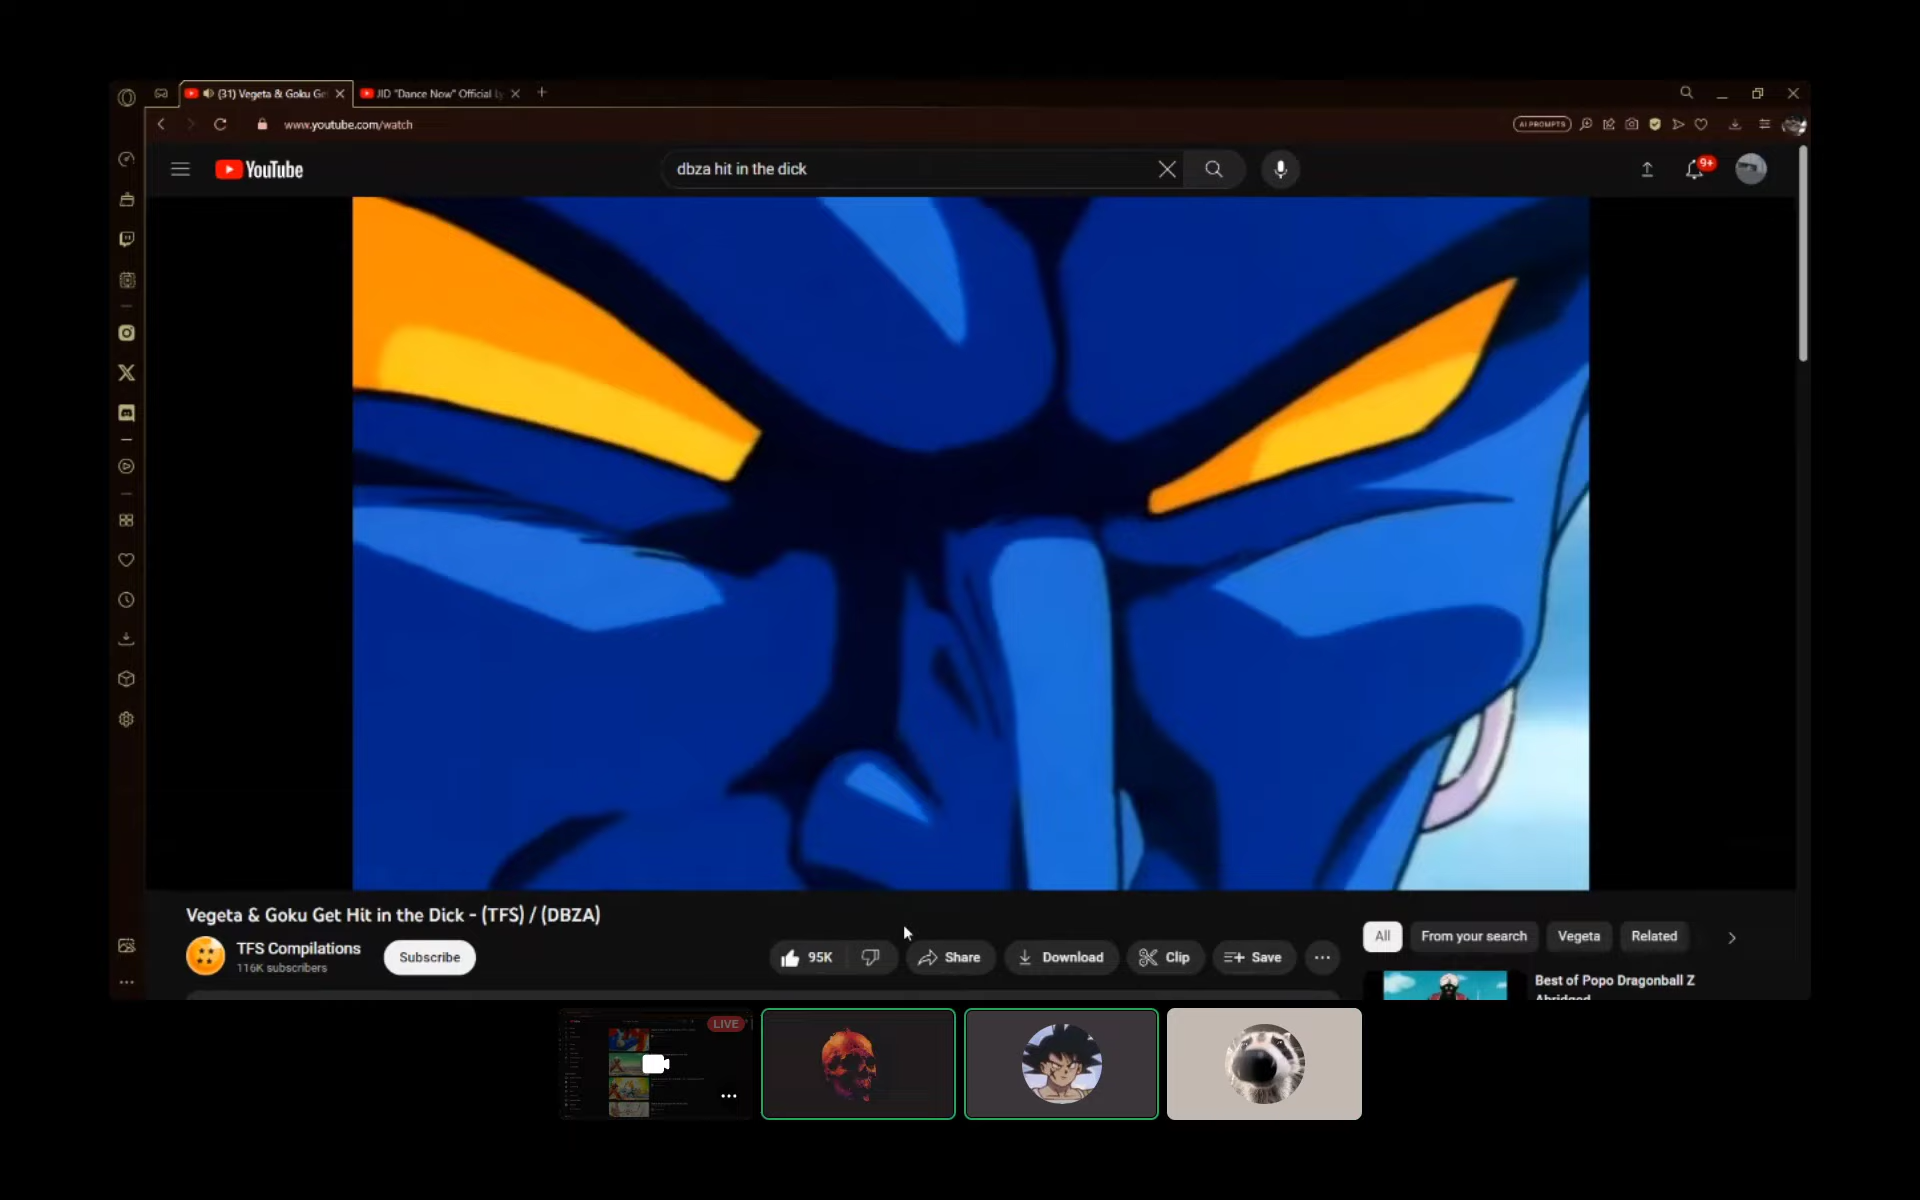 (31) Vegeta & Goku Ge
JID "Dance Now" Official Ly
www.youtube.com/watch
AI PROMPTS
YouTube
dbza hit in the dick
9+
Vegeta & Goku Get Hit in the Dick - (TFS) / (DBZA)
TFS Compilations
116K subscribers
Subscribe
95K
Share
Download
Clip
Save
All
From your search
Vegeta
Related
Best of Popo Dragonball Z
Abridged
LIVE